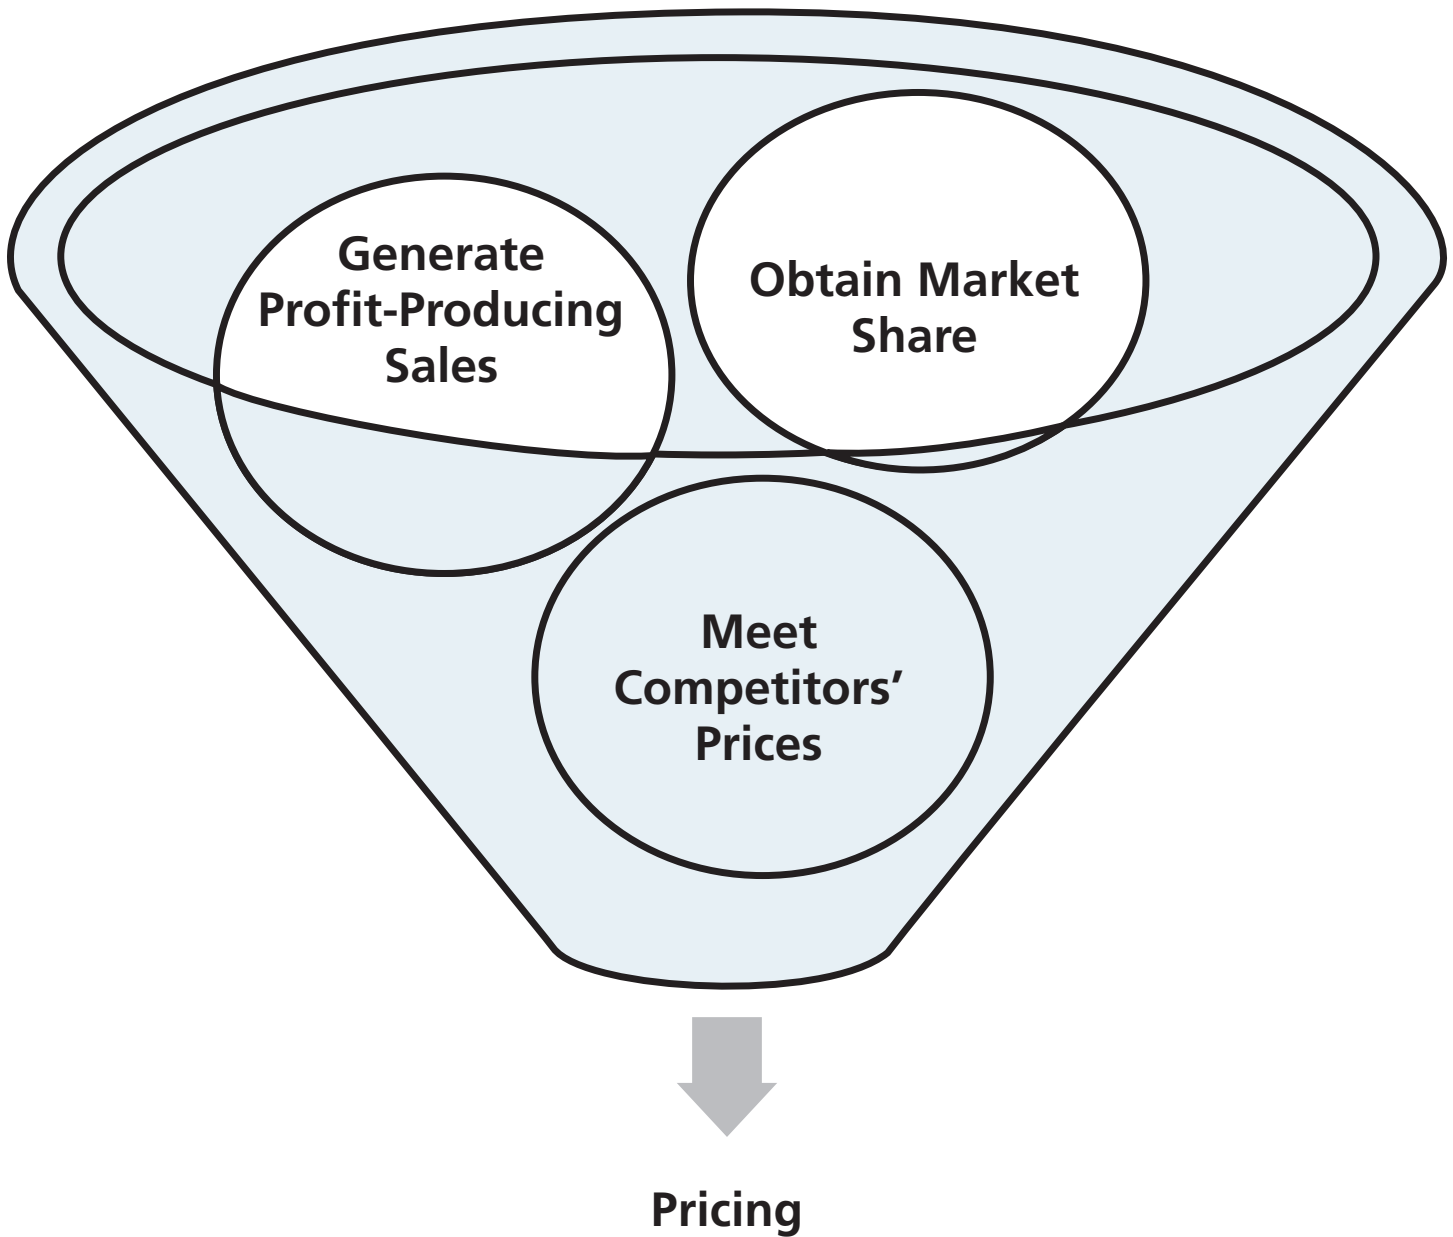 Generate
Profit-Producing
Sales
Obtain Market
Share
Meet
Competitors’
Prices
Pricing